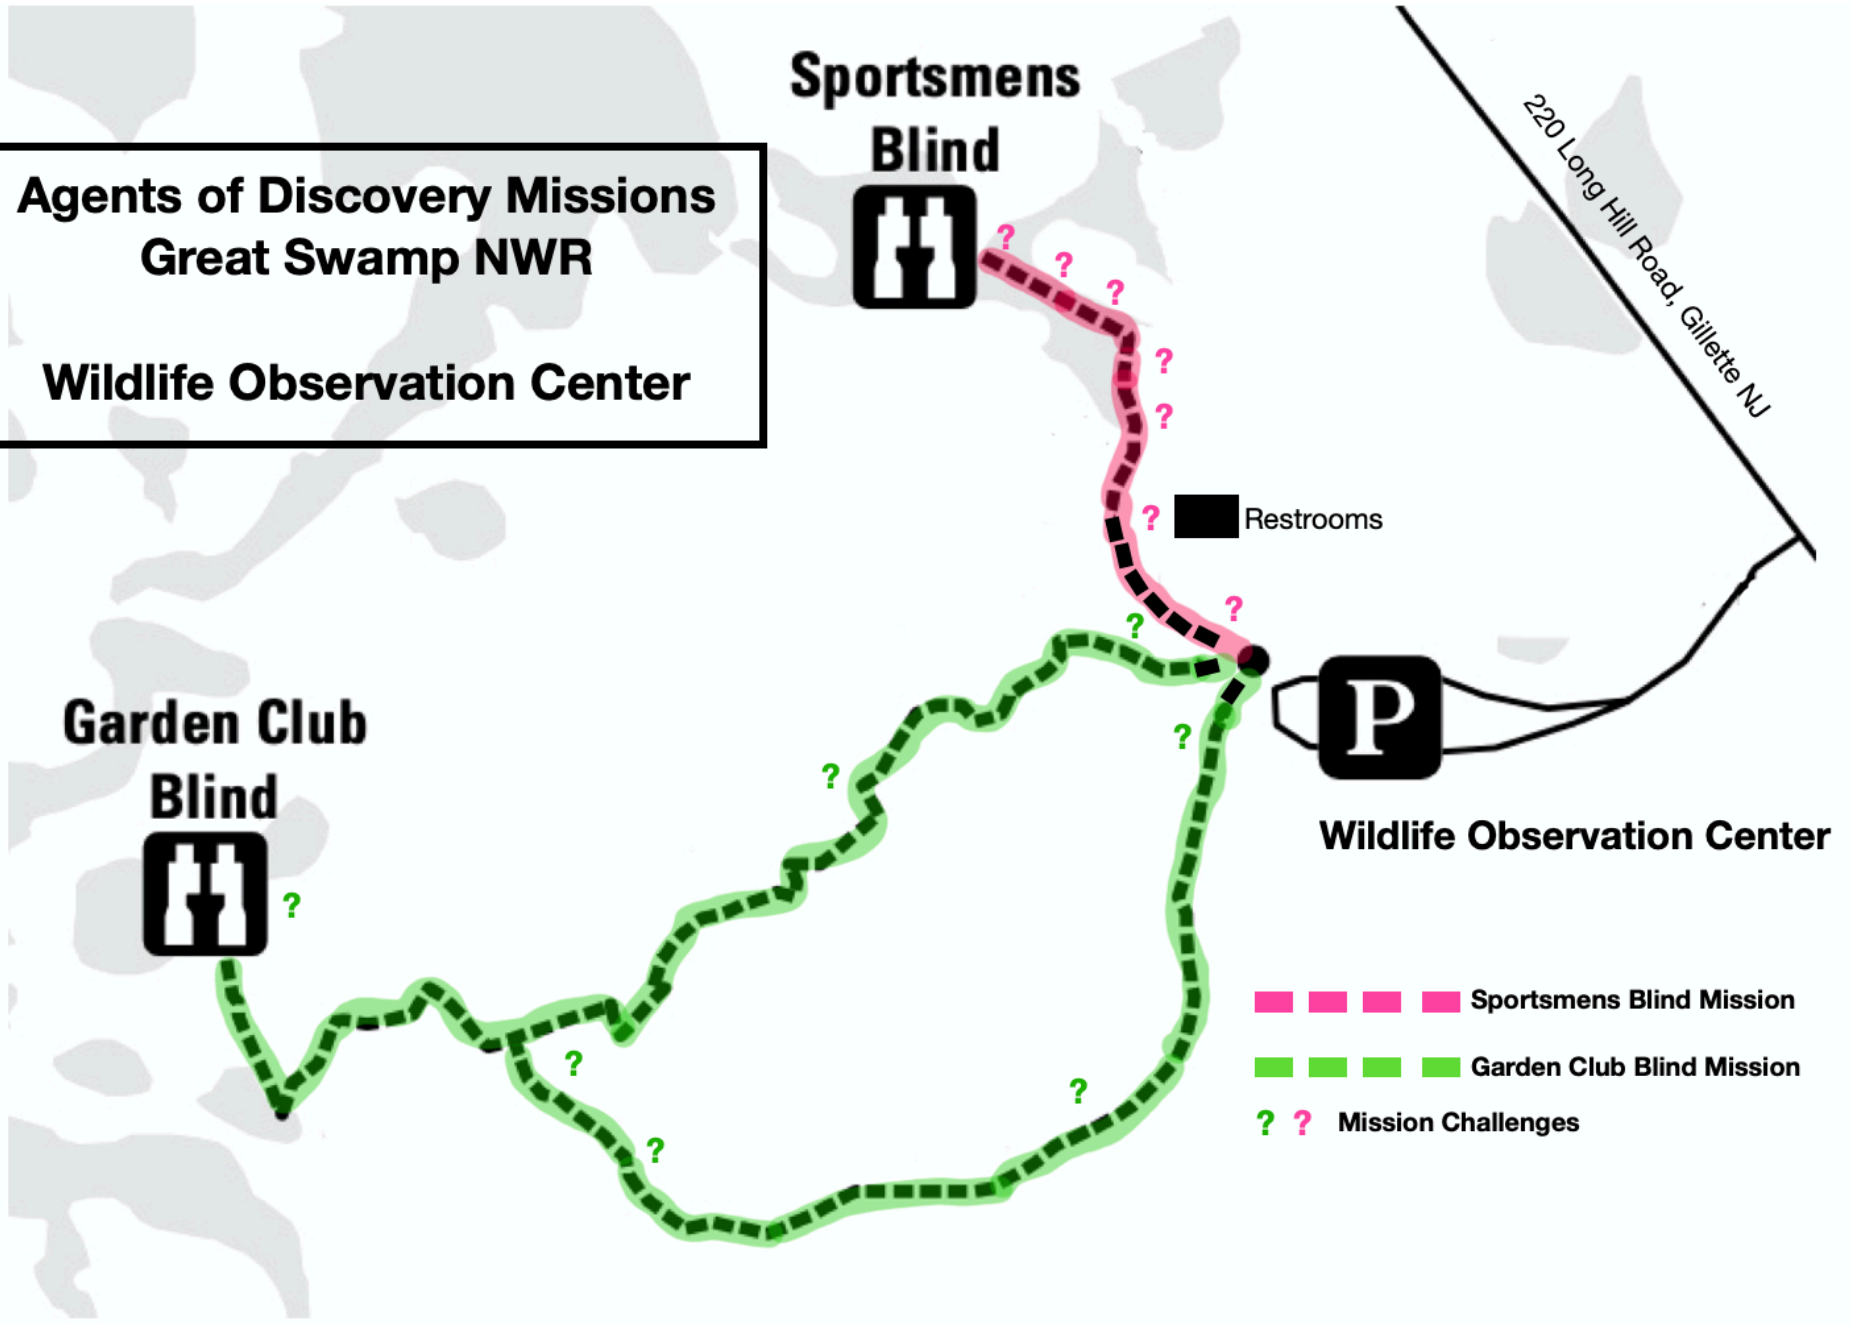 Sportsmens
Blind
Agents of Discovery Missions
Great Swamp NWR
Wildlife Observation Center
220 Long Hill Road, Gillette NJ
?
?
?
?
?
?
Restrooms
?
?
Garden Club
Blind
?
?
?
P
Wildlife Observation Center
?
?
?
Sportsmens Blind Mission
Garden Club Blind Mission
? ? Mission Challenges